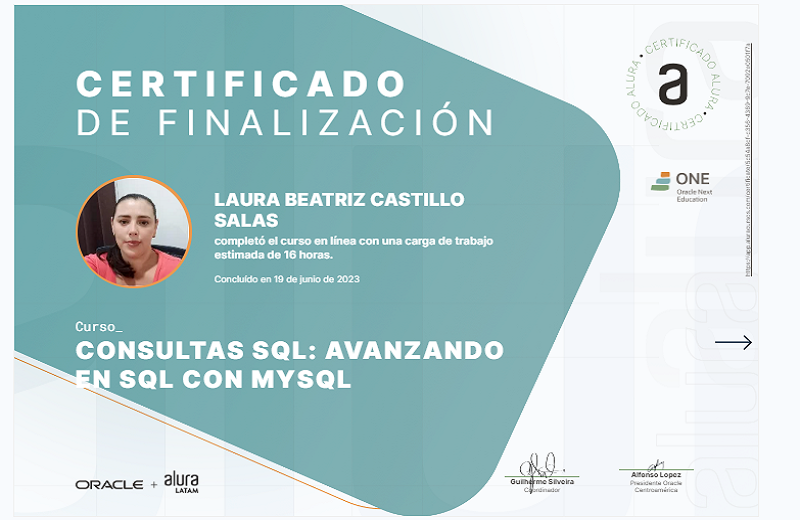 CERTIFICADO
DE FINALIZACIÓN
LAURA BEATRIZ CASTILLO
SALAS
completó el curso en línea con una carga de trabajo
estimada de 16 horas.
Concluído en 19 de junio de 2023
Curso_
CONSULTAS SQL: AVANZANDO
EN SQL CON MYSQL
ORACLE + alura
LATAM
CERTIFICADO ALURA • CERTIFICADO ALURA •
a
ONE
Oracle Next
Education
Guilherme Silveira
Coordinador
Alfonso Lopez
Presidente Oracle
Centroamérica
alura